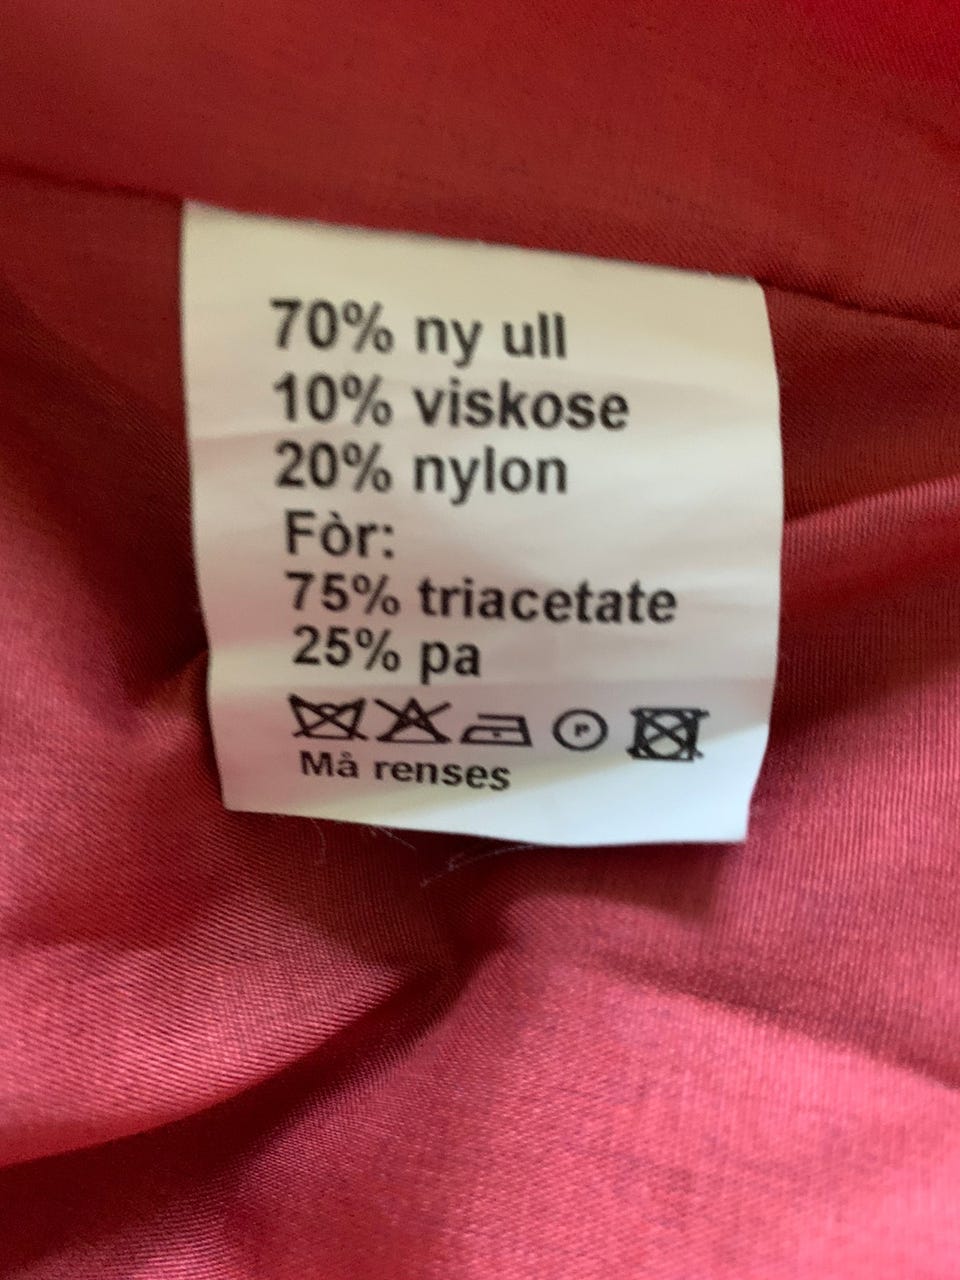 70% ny ull
10% viskose
20% nylon
Fòr:
75% triacetate
25% pa
P
Må renses